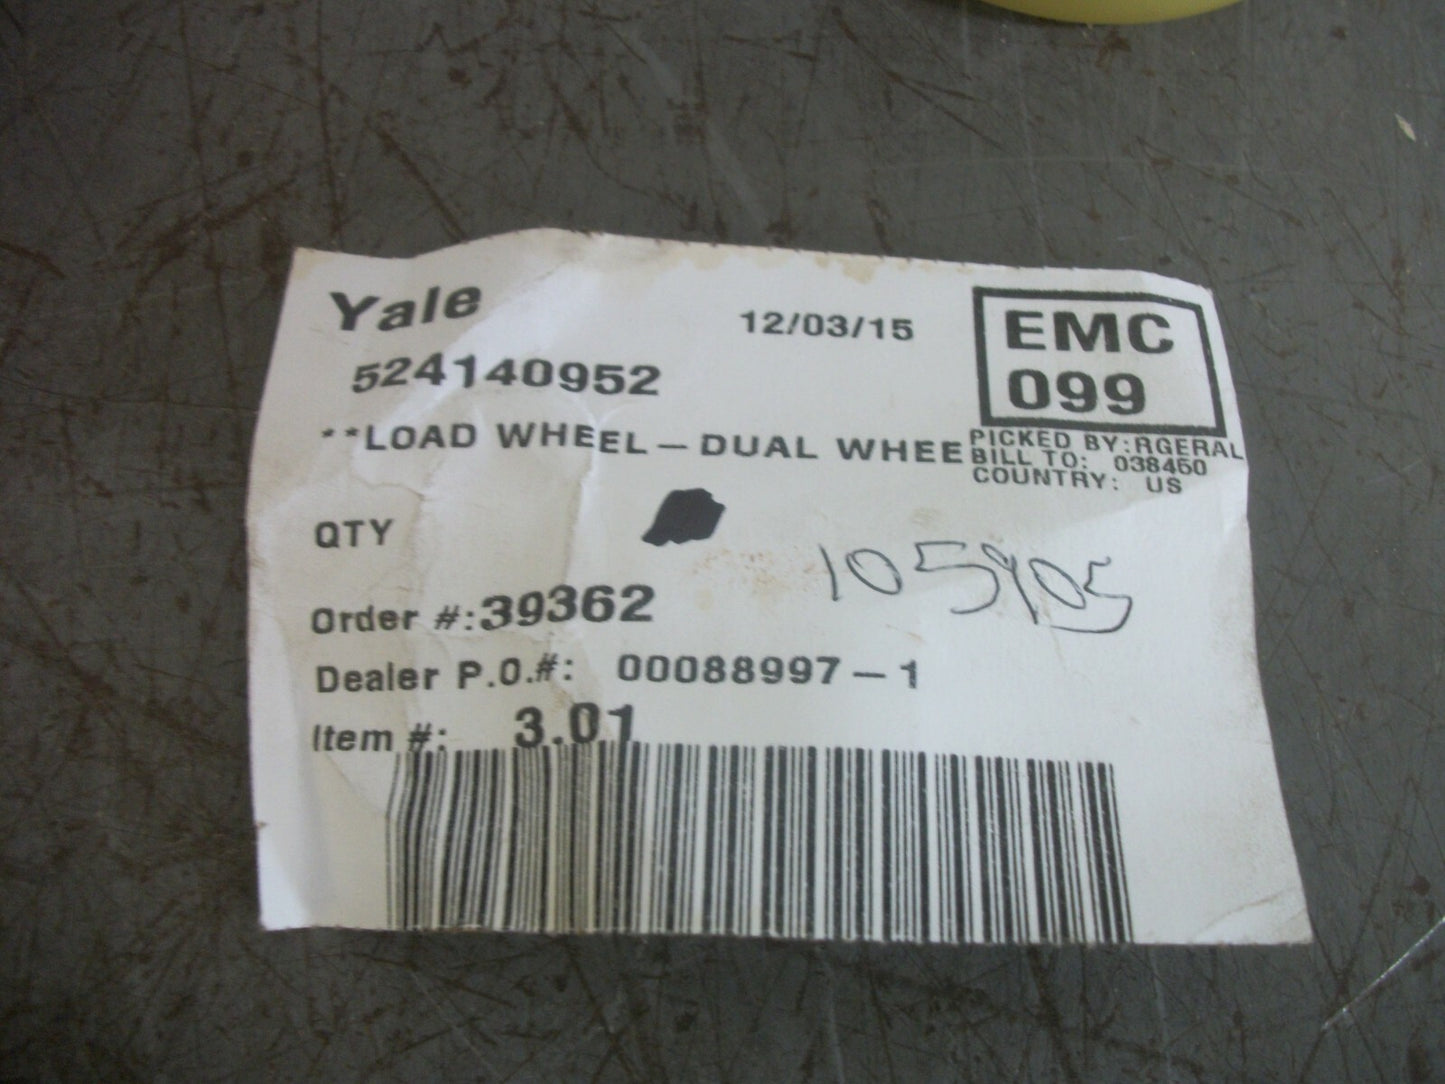 Yale
12/03/15
EMC
099
524140952
**LOAD WHEEL-DUAL WHEE
PICKED BY:RGERAL
BILL TO: 038450
COUNTRY: US
QTY
105905
Order #:39362
Dealer P.O.#: 00088997-1
Item #: 3.01